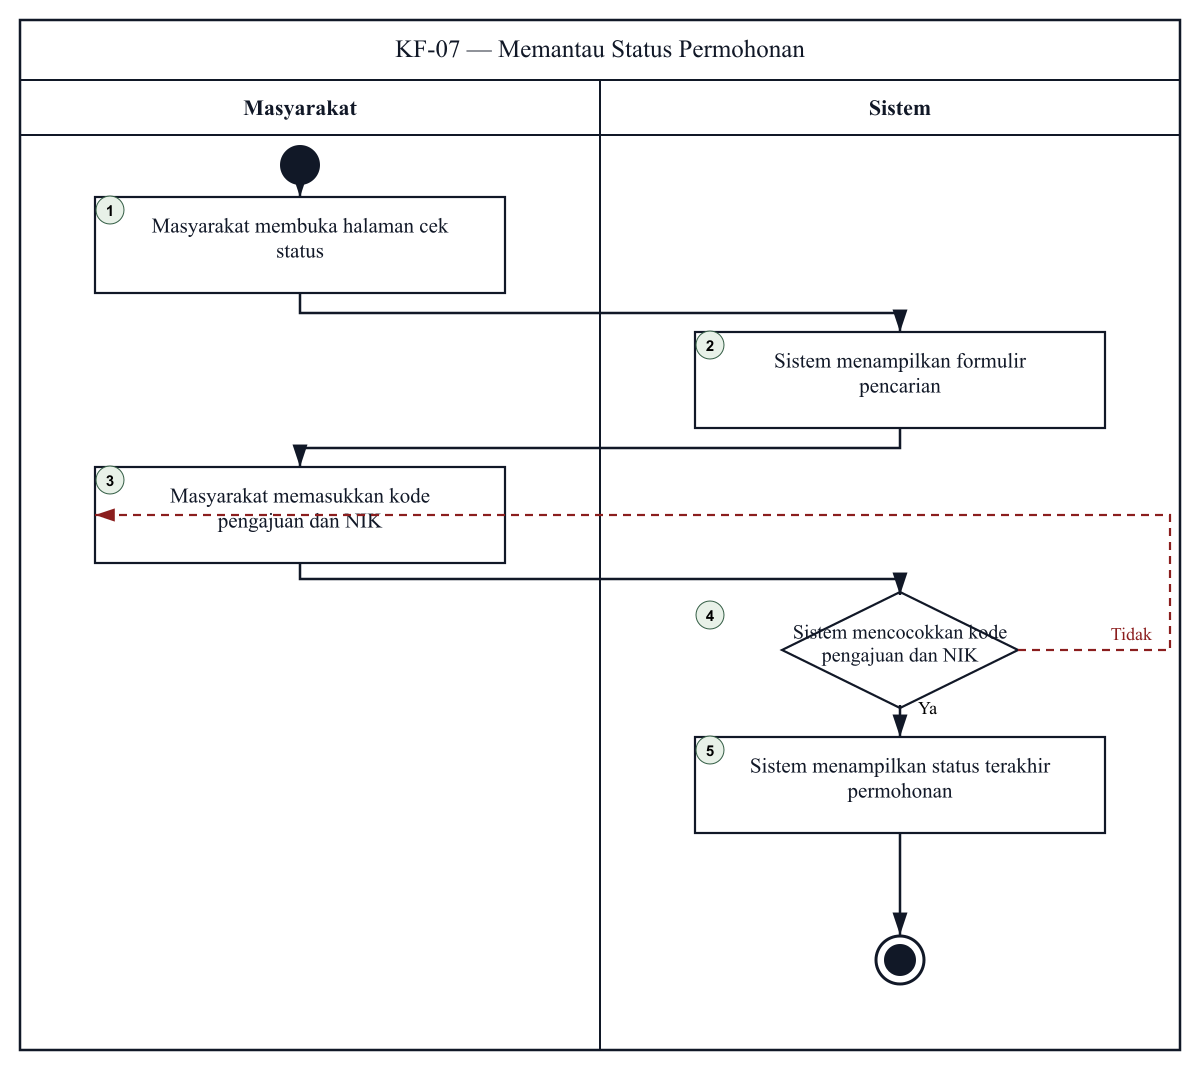 KF-07 — Memantau Status Permohonan
Masyarakat
Sistem
1
Masyarakat membuka halaman cek
status
2
Sistem menampilkan formulir
pencarian
3
Masyarakat memasukkan kode
pengajuan dan NIK
4
Sistem mencocokkan kode
pengajuan dan NIK
Tidak
Ya
5
Sistem menampilkan status terakhir
permohonan